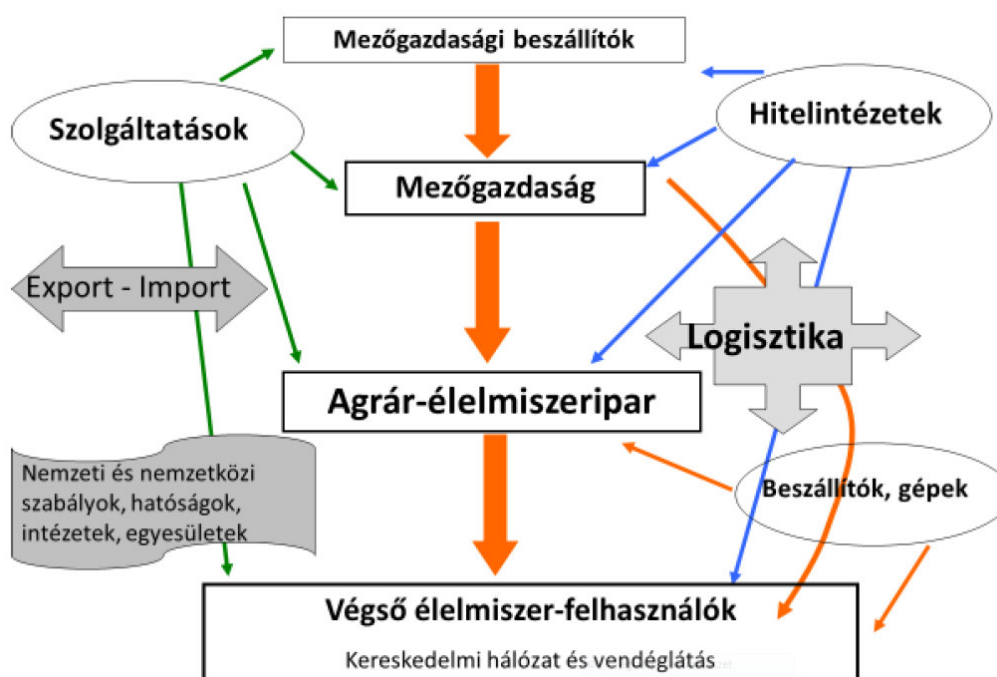 Mezőgazdasági beszállítók
Szolgáltatások
Hitelintézetek
Mezőgazdaság
Export - Import
Logisztika
Agrár-élelmiszeripar
Nemzeti és nemzetközi
szabályok, hatóságok,
intézetek, egyesületek
Beszállítók, gépek
Végső élelmiszer-felhasználók
Kereskedelmi hálózat és vendéglátás